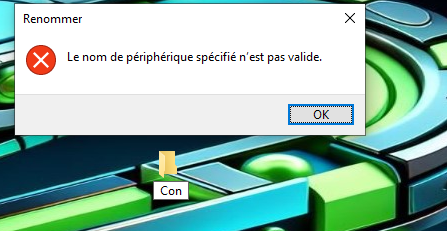 Renommer
Le nom de périphérique spécifié n'est pas valide.
OK
Con